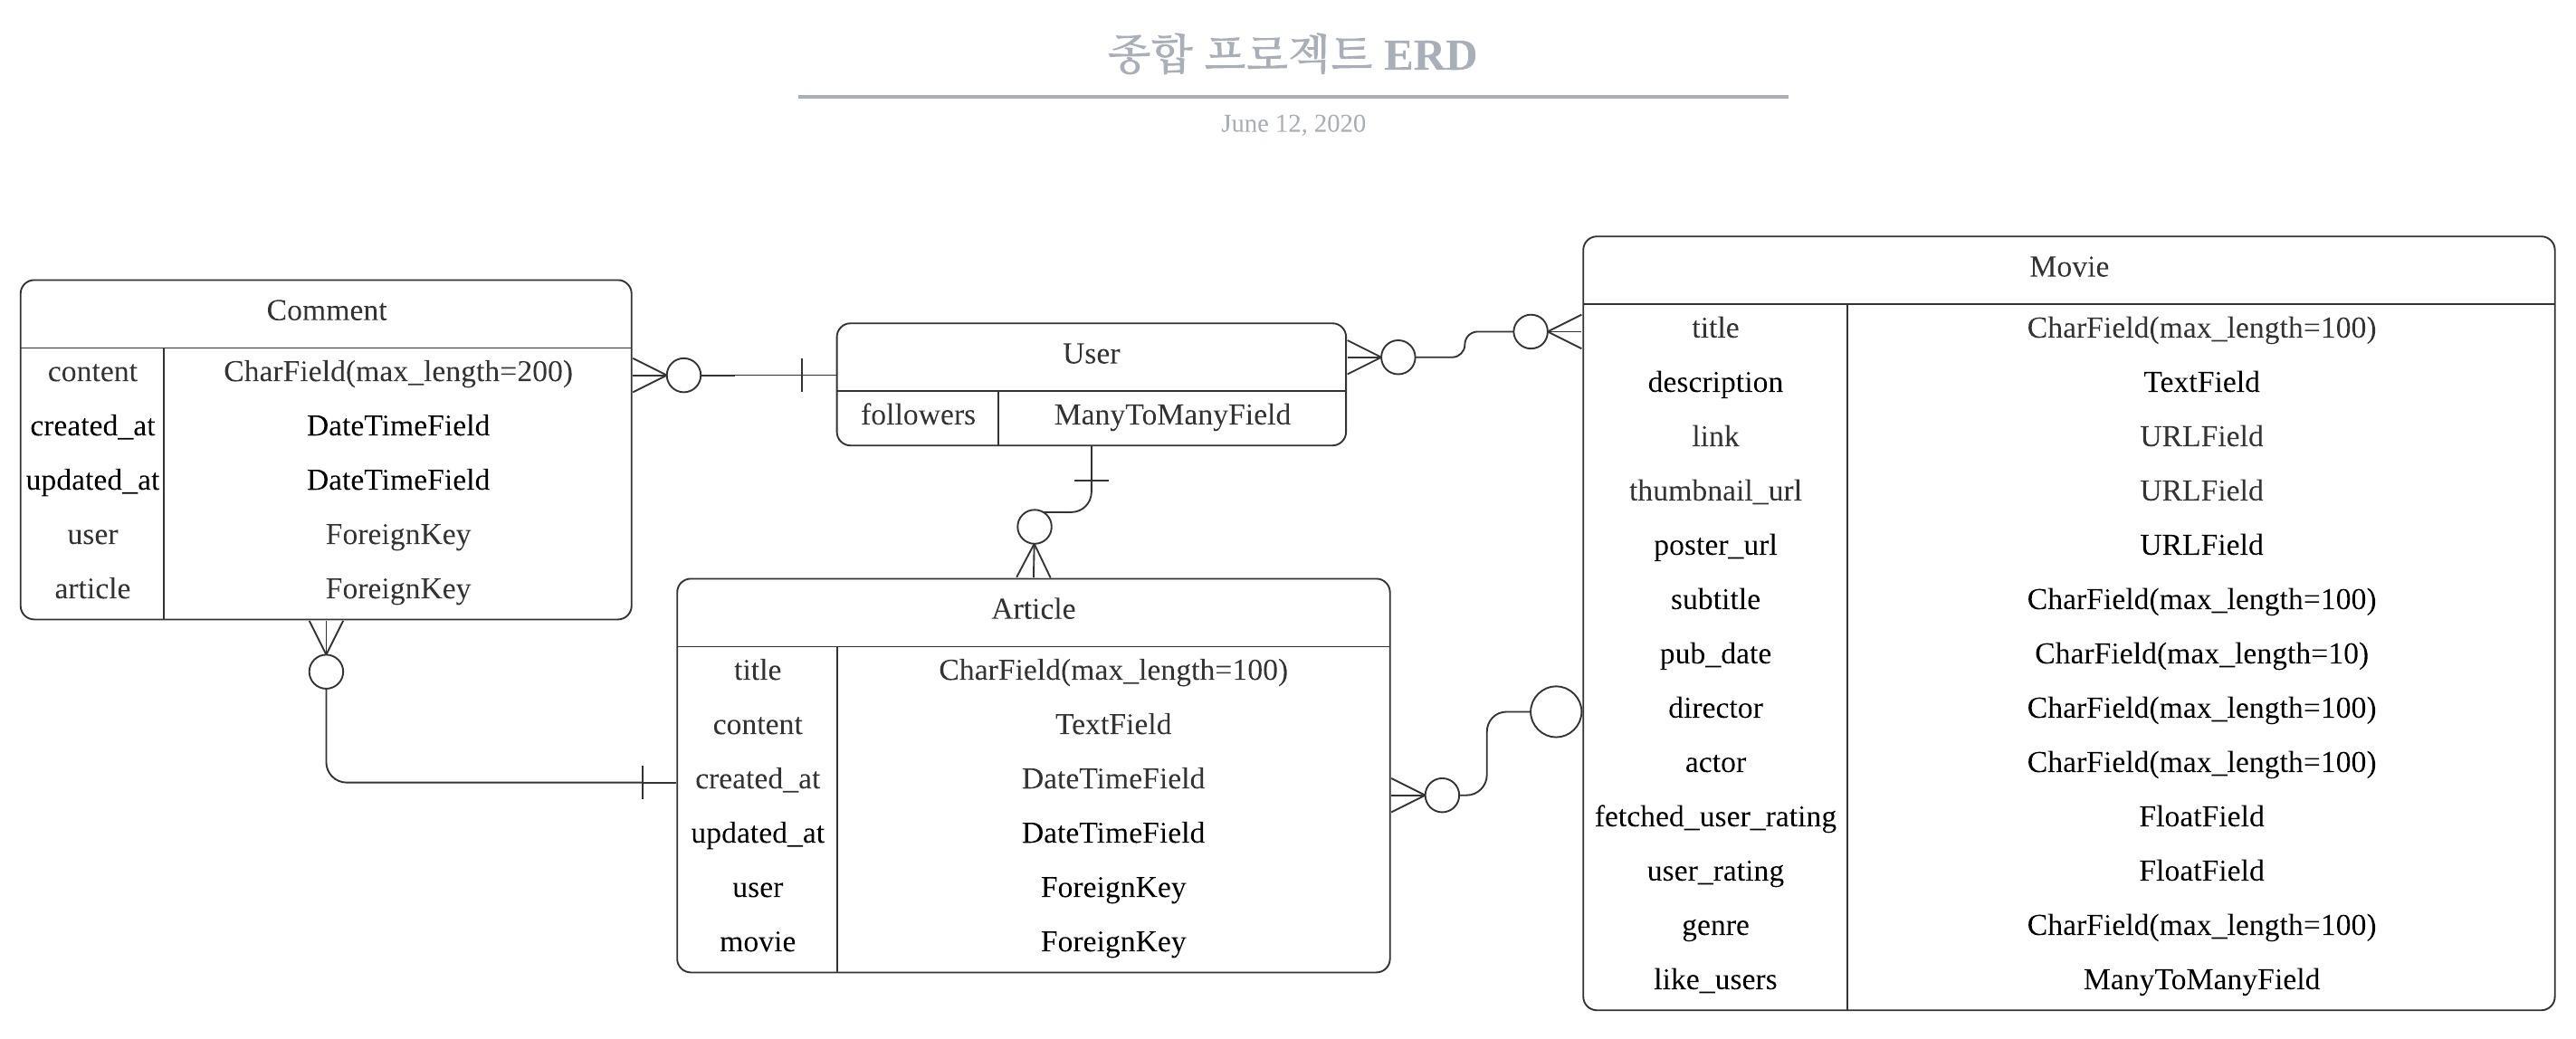 종합 프로젝트 ERD
June 12, 2020
Comment
content CharField(max_length=200)
created_at DateTimeField
updated_at DateTimeField
user ForeignKey
article ForeignKey
User
followers ManyToManyField
Article
title CharField(max_length=100)
content TextField
created_at DateTimeField
updated_at DateTimeField
user ForeignKey
movie ForeignKey
Movie
title CharField(max_length=100)
description TextField
link URLField
thumbnail_url URLField
poster_url URLField
subtitle CharField(max_length=100)
pub_date CharField(max_length=10)
director CharField(max_length=100)
actor CharField(max_length=100)
fetched_user_rating FloatField
user_rating FloatField
genre CharField(max_length=100)
like_users ManyToManyField